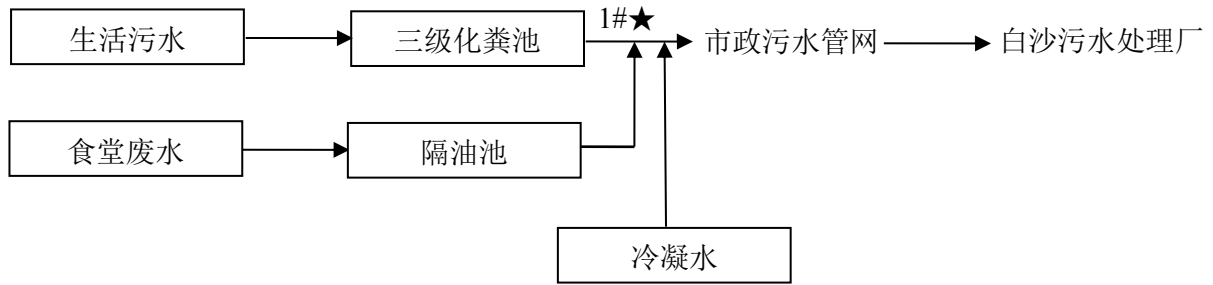 1#★
生活污水
三级化粪池
市政污水管网
白沙污水处理厂
食堂废水
隔油池
冷凝水